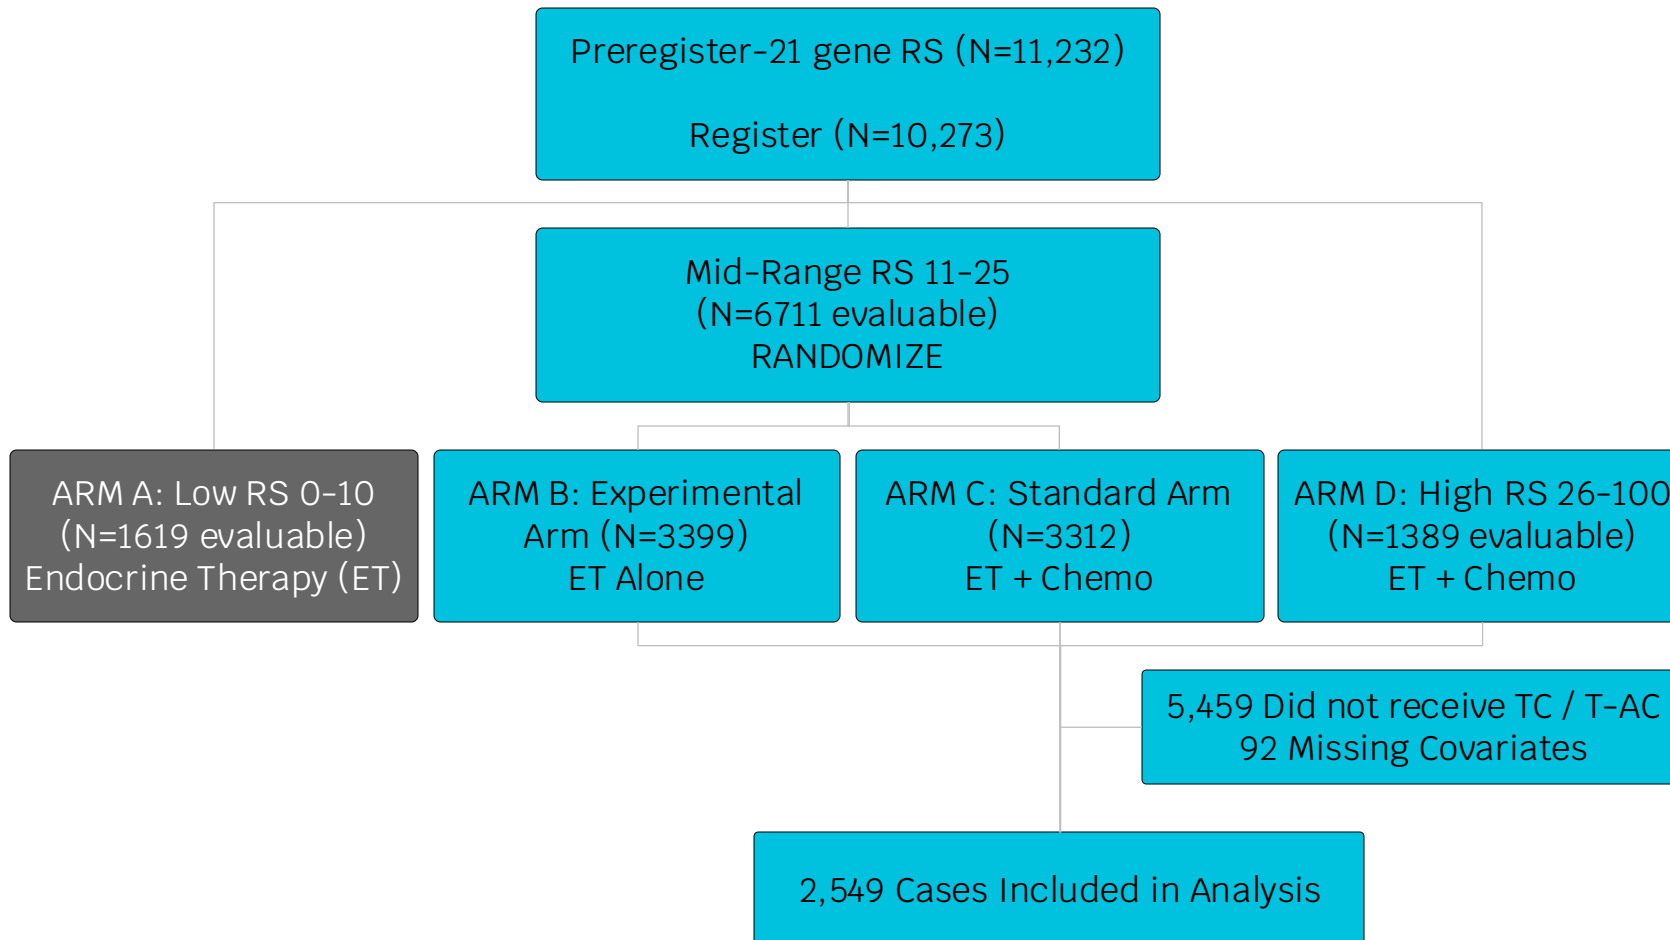 Preregister-21 gene RS (N=11,232)
Register (N=10,273)
Mid-Range RS 11-25
(N=6711 evaluable)
RANDOMIZE
ARM A: Low RS 0-10
(N=1619 evaluable)
Endocrine Therapy (ET)
ARM B: Experimental
Arm (N=3399)
ET Alone
ARM C: Standard Arm
(N=3312)
ET + Chemo
ARM D: High RS 26-100
(N=1389 evaluable)
ET + Chemo
5,459 Did not receive TC / T-AC
92 Missing Covariates
2,549 Cases Included in Analysis